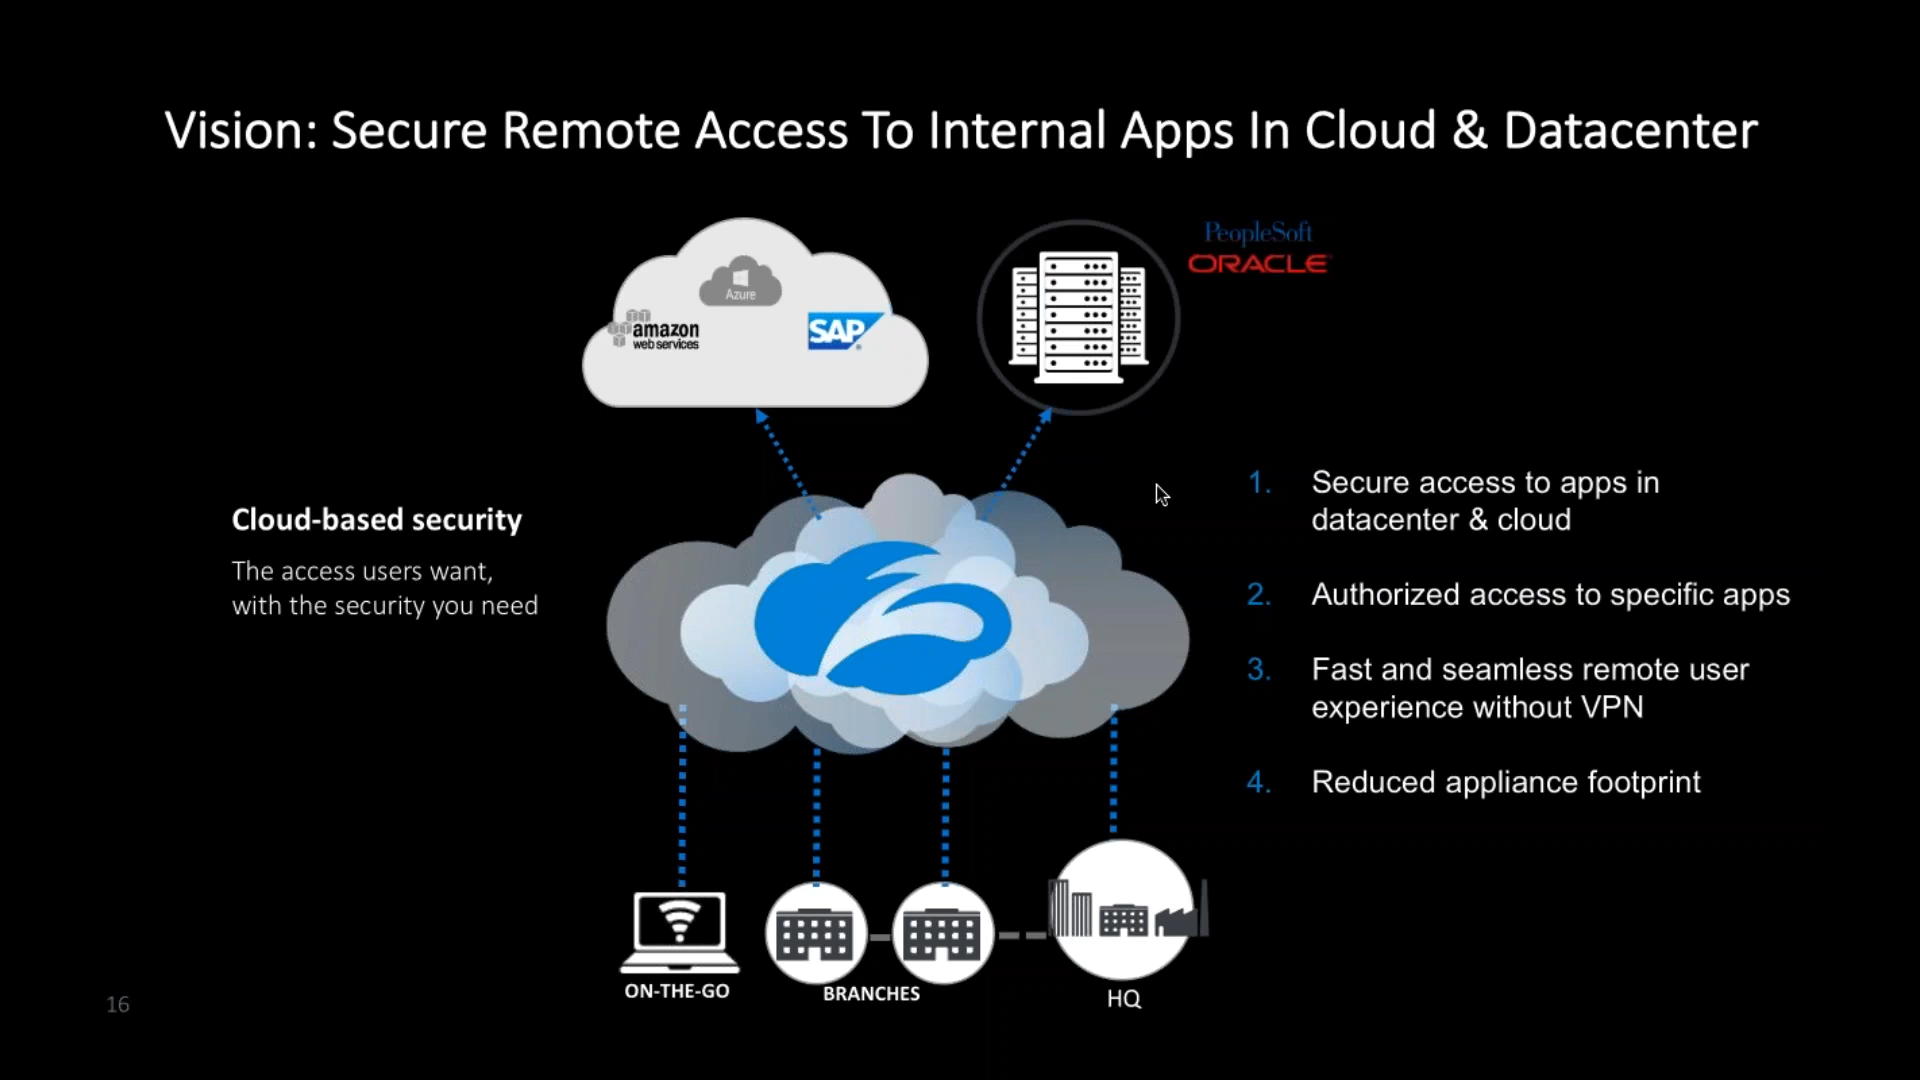 Vision: Secure Remote Access To Internal Apps In Cloud & Datacenter
Azure
amazon
web services
SAP
PeopleSoft
ORACLE
Cloud-based security
The access users want,
with the security you need
1. Secure access to apps in
datacenter & cloud
2. Authorized access to specific apps
3. Fast and seamless remote user
experience without VPN
4. Reduced appliance footprint
ON-THE-GO
BRANCHES
HQ
16